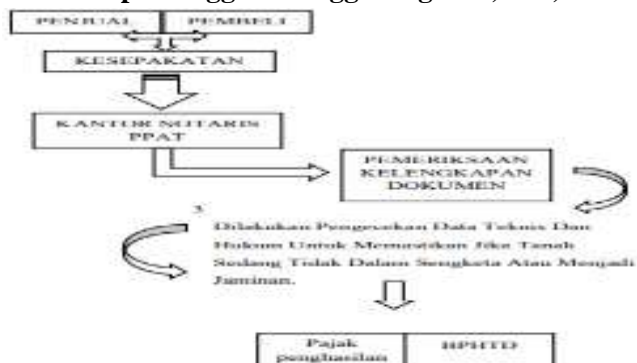 PENJUAL PEMBELI
KESEPAKATAN
KANTOR NOTARIS
PPAT
PEMERIKSAAN
KELENGKAPAN
DOKUMEN
3.
Dilakukan Pengecekan Data Teknis Dan
Hukum Untuk Memastikan Jika Tanah
Sedang Tidak Dalam Sengketa Atau Menjadi
Jaminan.
Pajak BPHTB
penghasilan